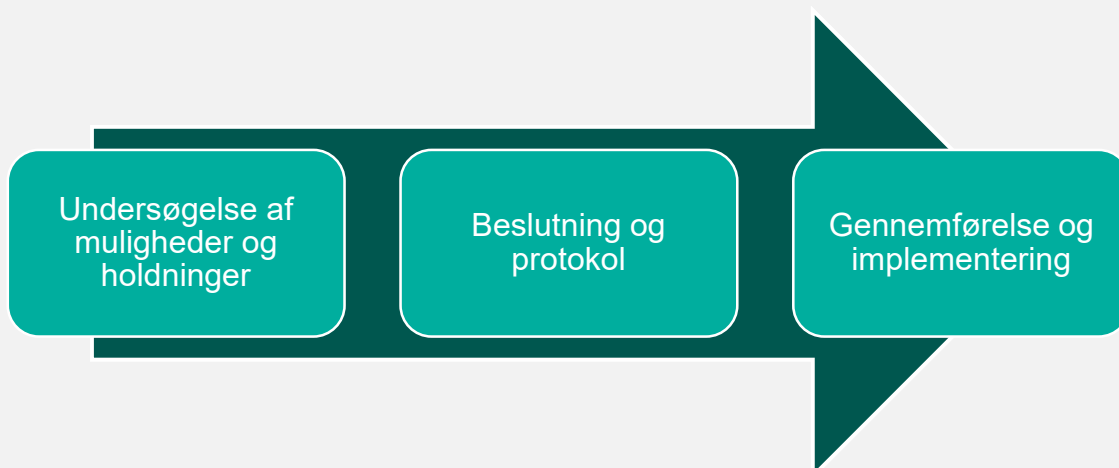 Undersøgelse af
muligheder og
holdninger
Beslutning og
protokol
Gennemførelse og
implementering